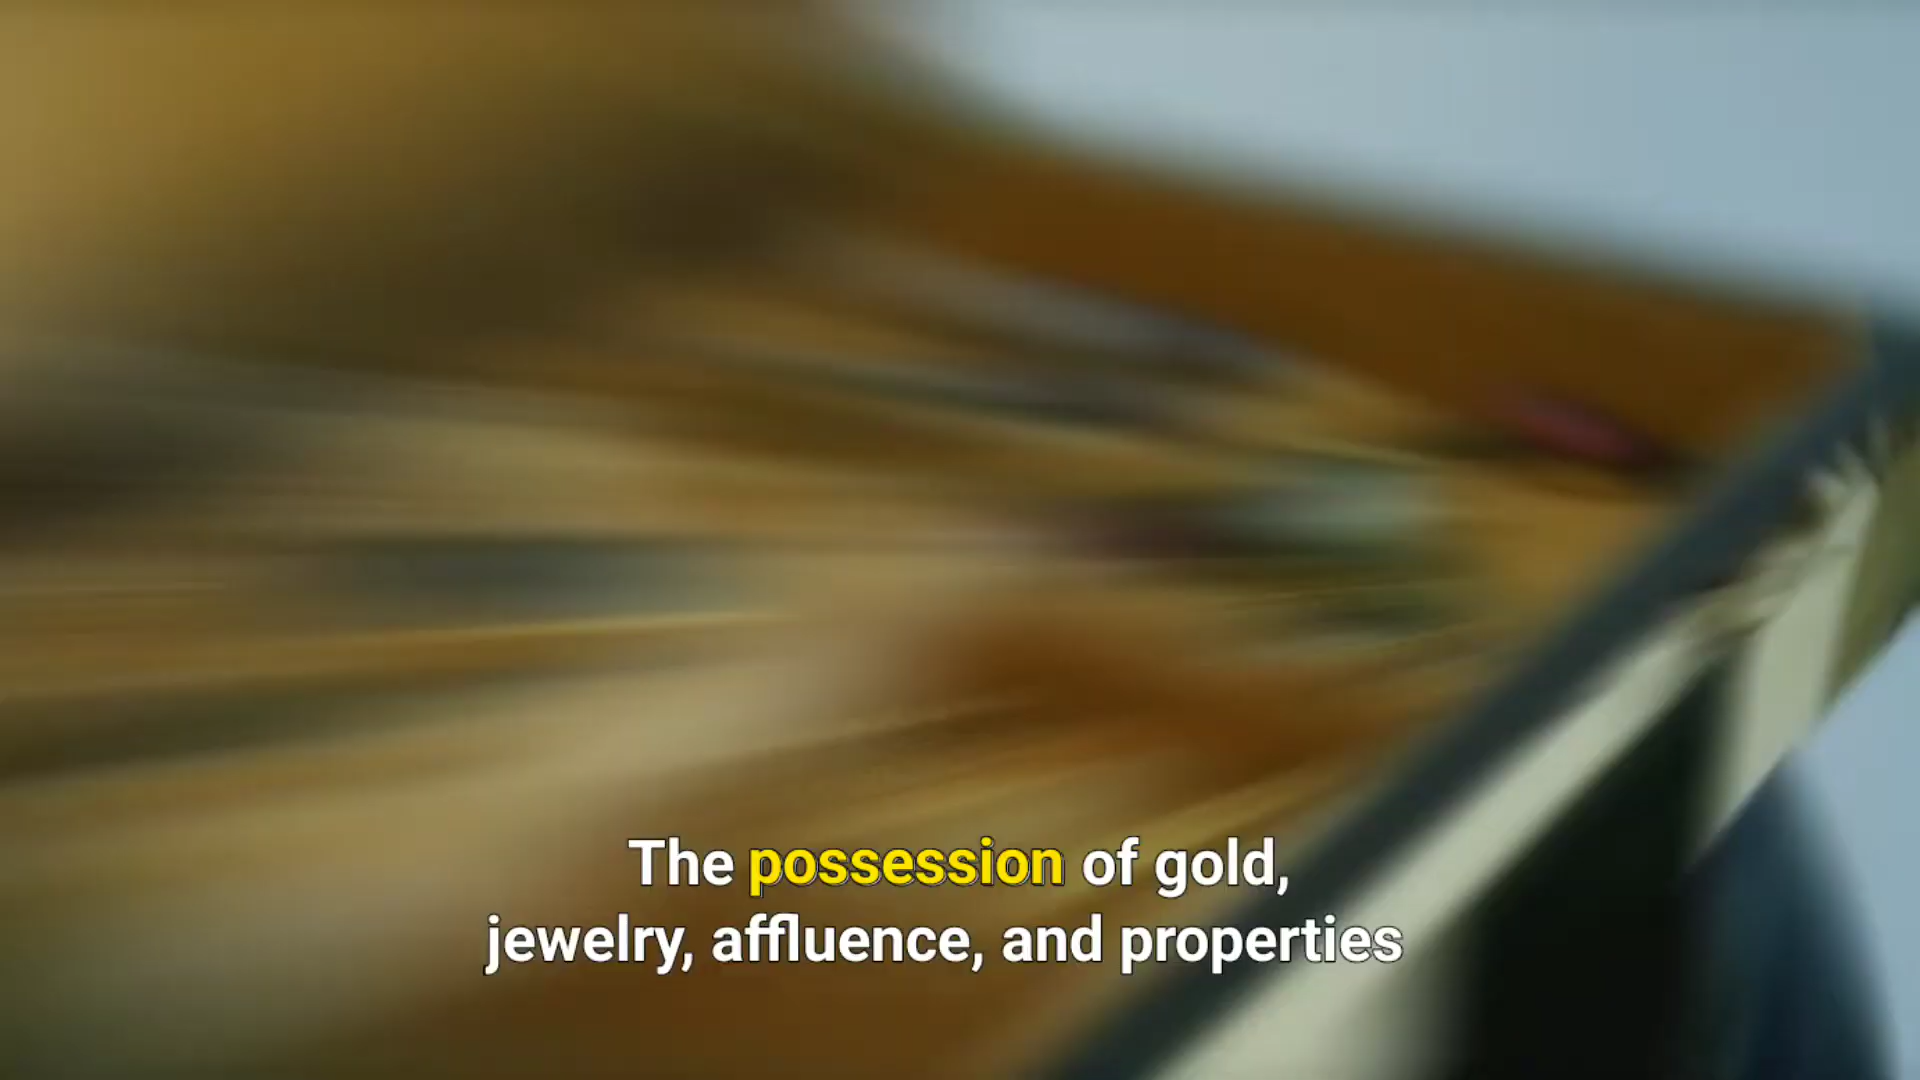 The possession of gold,
jewelry, affluence, and properties